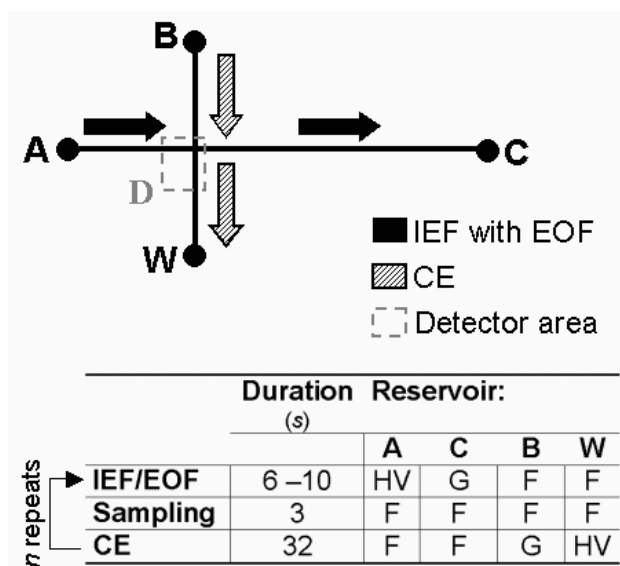 B
A
C
D
W
IEF with EOF
CE
Detector area
Duration Reservoir:
(s)
A C B W
IEF/EOF 6 –10 HV G F F
Sampling 3 F F F F
CE 32 F F G HV
n repeats